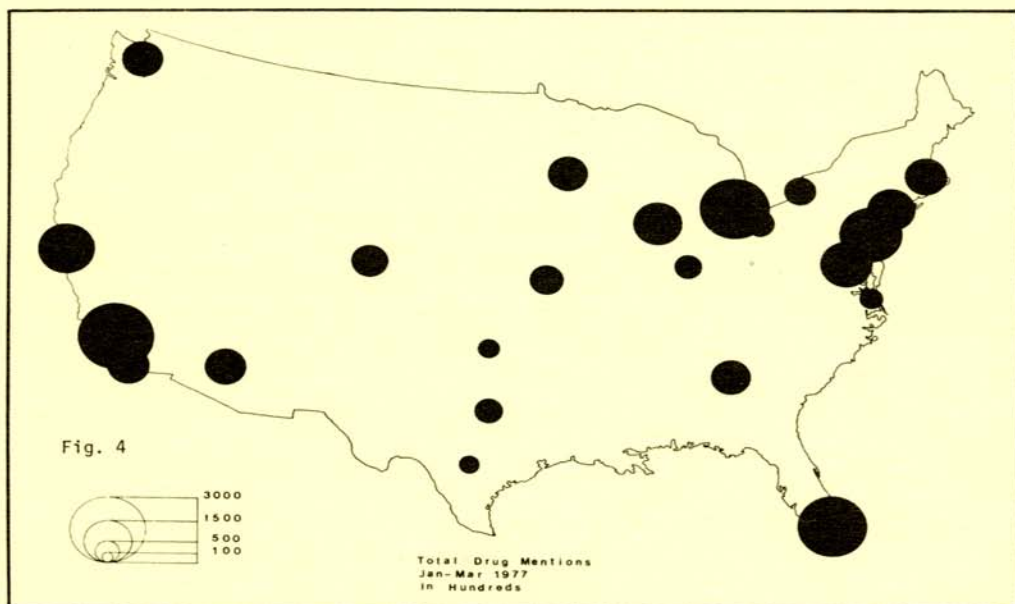 Fig. 4
3000
1500
500
100
Total Drug Mentions
Jan-Mar 1977
In Hundreds